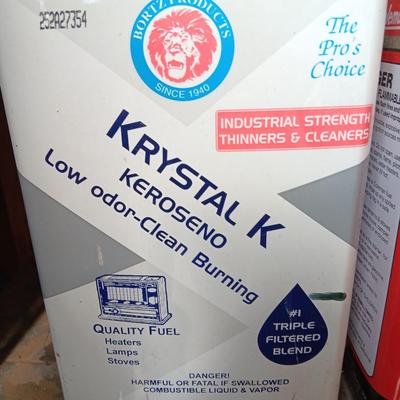 252A27354
BORTZ PRODUCTS
SINCE 1940
The
Pro's
Choice
INDUSTRIAL STRENGTH
THINNERS & CLEANERS
KRYSTAL K
KEROSENO
Low odor-Clean Burning
QUALITY FUEL
Heaters
Lamps
Stoves
#1
TRIPLE
FILTERED
BLEND
DANGER!
HARMFUL OR FATAL IF SWALLOWED
COMBUSTIBLE LIQUID & VAPOR